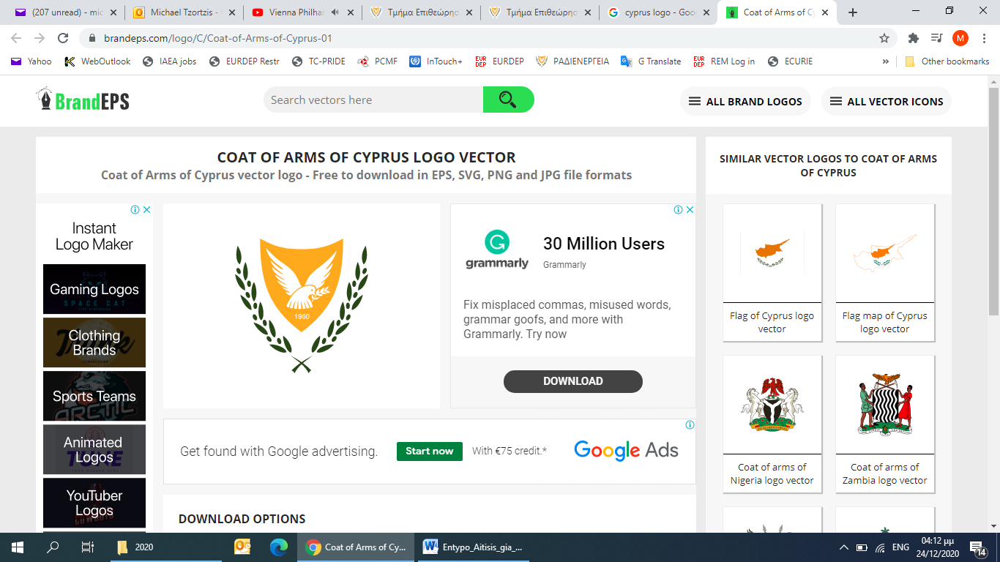 (207 unread) - mic
Michael Tzortzis -
Vienna Philhar
Τμήμα Επιθεώρησ
Τμήμα Επιθεώρησ
cyprus logo - Goo
Coat of Arms of Cy
brandeps.com/logo/C/Coat-of-Arms-of-Cyprus-01
M
Yahoo
WebOutlook
IAEA jobs
EURDEP Restr
TC-PRIDE
PCMF
InTouch+
EUR DEP
EURDEP
ΡΑΔΙΕΝΕΡΓΕΙΑ
G Translate
EUR DEP
REM Log in
ECURIE
»
Other bookmarks
BrandEPS
Search vectors here
ALL BRAND LOGOS
ALL VECTOR ICONS
COAT OF ARMS OF CYPRUS LOGO VECTOR
Coat of Arms of Cyprus vector logo - Free to download in EPS, SVG, PNG and JPG file formats
Instant
Logo Maker
Gaming Logos
SPACE CAT
Clothing
Brands
Sports Teams
ARCTIC
Animated
Logos
TUNE
YouTuber
Logos
1960
grammarly
30 Million Users
Grammarly
Fix misplaced commas, misused words,
grammar goofs, and more with
Grammarly. Try now
DOWNLOAD
Get found with Google advertising.
Start now
With €75 credit.*
Google Ads
DOWNLOAD OPTIONS
SIMILAR VECTOR LOGOS TO COAT OF ARMS
OF CYPRUS
Flag of Cyprus logo
vector
Flag map of Cyprus
logo vector
Coat of arms of
Nigeria logo vector
Coat of arms of
Zambia logo vector
2020
Coat of Arms of Cy...
Entypo_Aitisis_gia_...
ENG
04:12 μμ
24/12/2020
14